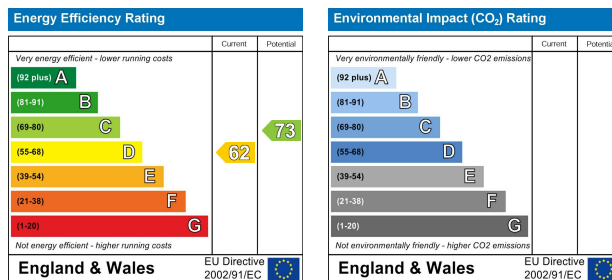 Energy Efficiency Rating
Current Potential
Very energy efficient - lower running costs
(92 plus) A
(81-91) B
(69-80) C
73
(55-68) D
62
(39-54) E
(21-38) F
(1-20) G
Not energy efficient - higher running costs
England & Wales
EU Directive
2002/91/EC
Environmental Impact (CO₂) Rating
Current Potential
Very environmentally friendly - lower CO2 emissions
(92 plus) A
(81-91) B
(69-80) C
(55-68) D
(39-54) E
(21-38) F
(1-20) G
Not environmentally friendly - higher CO2 emissions
England & Wales
EU Directive
2002/91/EC